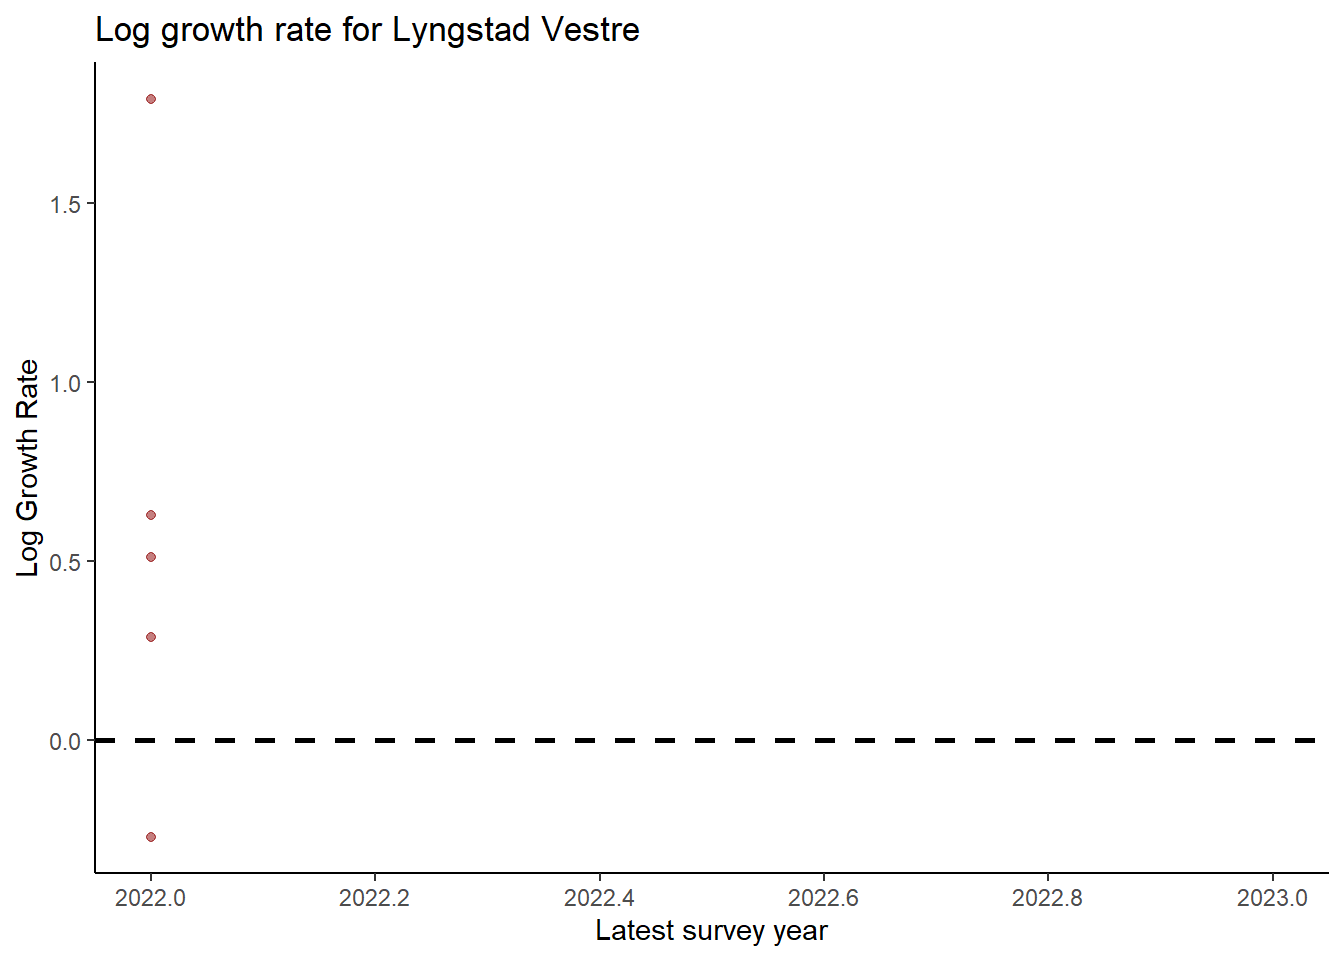 Log growth rate for Lyngstad Vestre
Log Growth Rate
1.5
1.0
0.5
0.0
2022.0 2022.2 2022.4 2022.6 2022.8 2023.0
Latest survey year